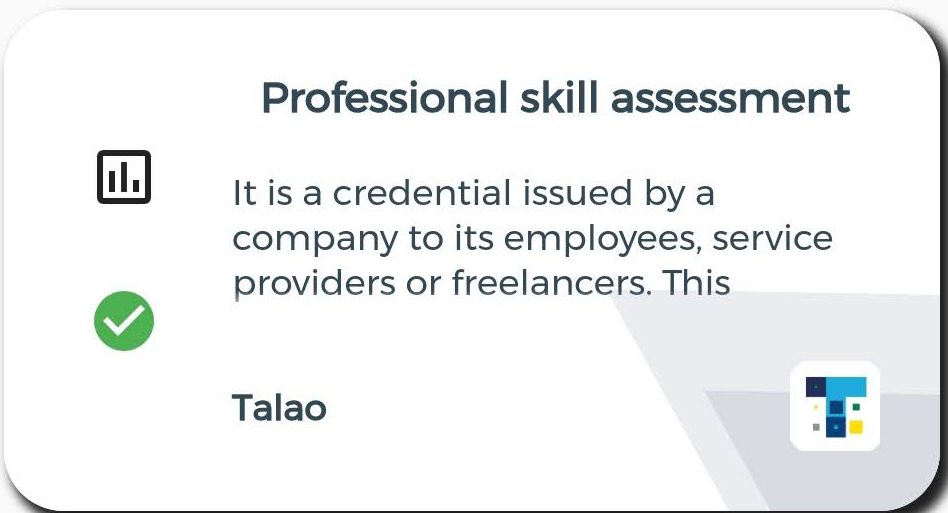 Professional skill assessment
It is a credential issued by a
company to its employees, service
providers or freelancers. This
Talao